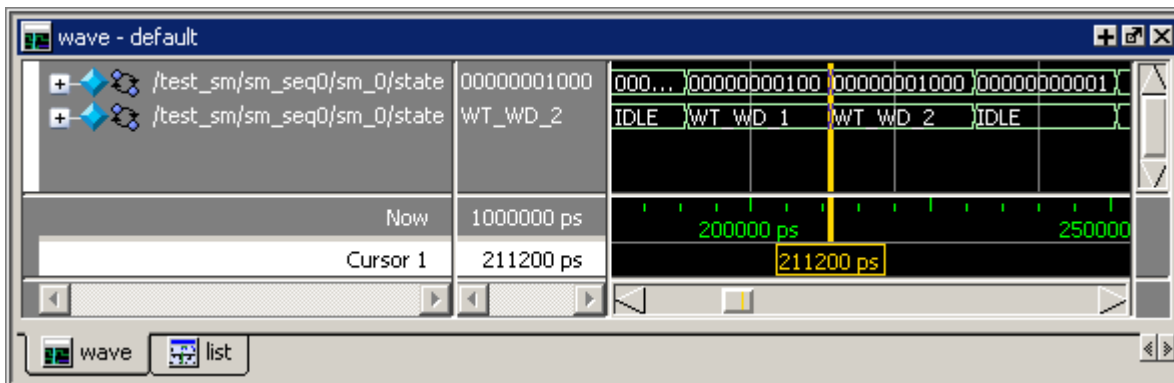 wave - default
/test_sm/sm_seq0/sm_0/state 00000001000 000... 00000000100 00000001000 00000000001
/test_sm/sm_seq0/sm_0/state WT_WD_2 IDLE WT_WD_1 WT_WD_2 IDLE
Now 1000000 ps 200000 ps 250000
Cursor 1 211200 ps 211200 ps
wave list